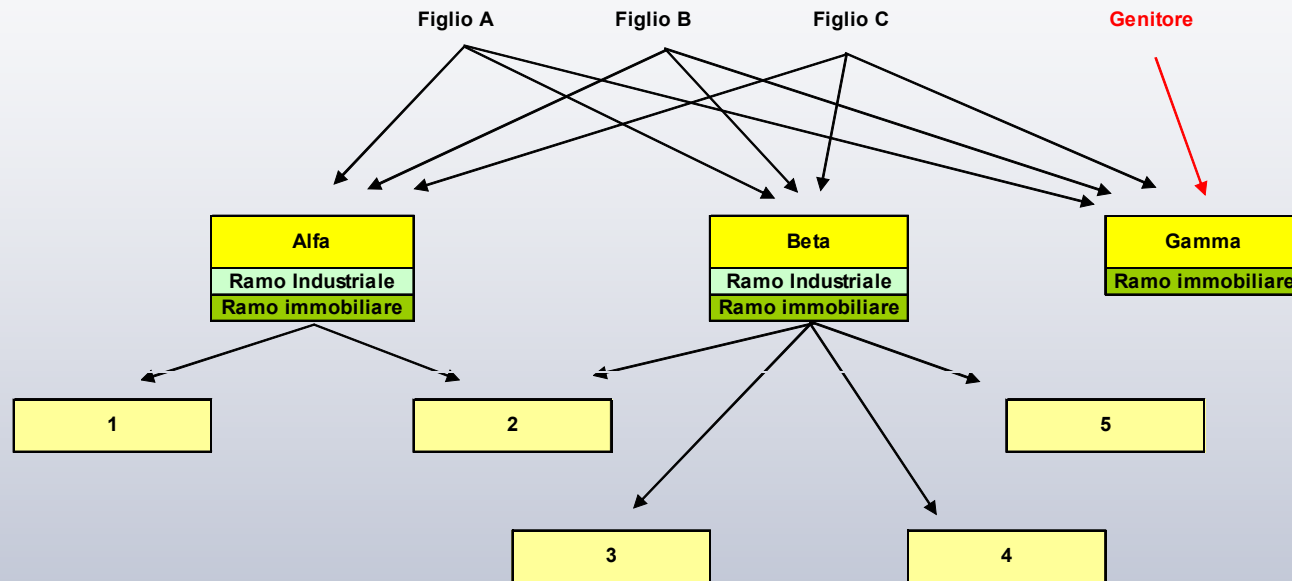 Figlio A
Figlio B
Figlio C
Genitore
Alfa
Ramo Industriale
Ramo immobiliare
Beta
Ramo Industriale
Ramo immobiliare
Gamma
Ramo immobiliare
1
2
5
3
4